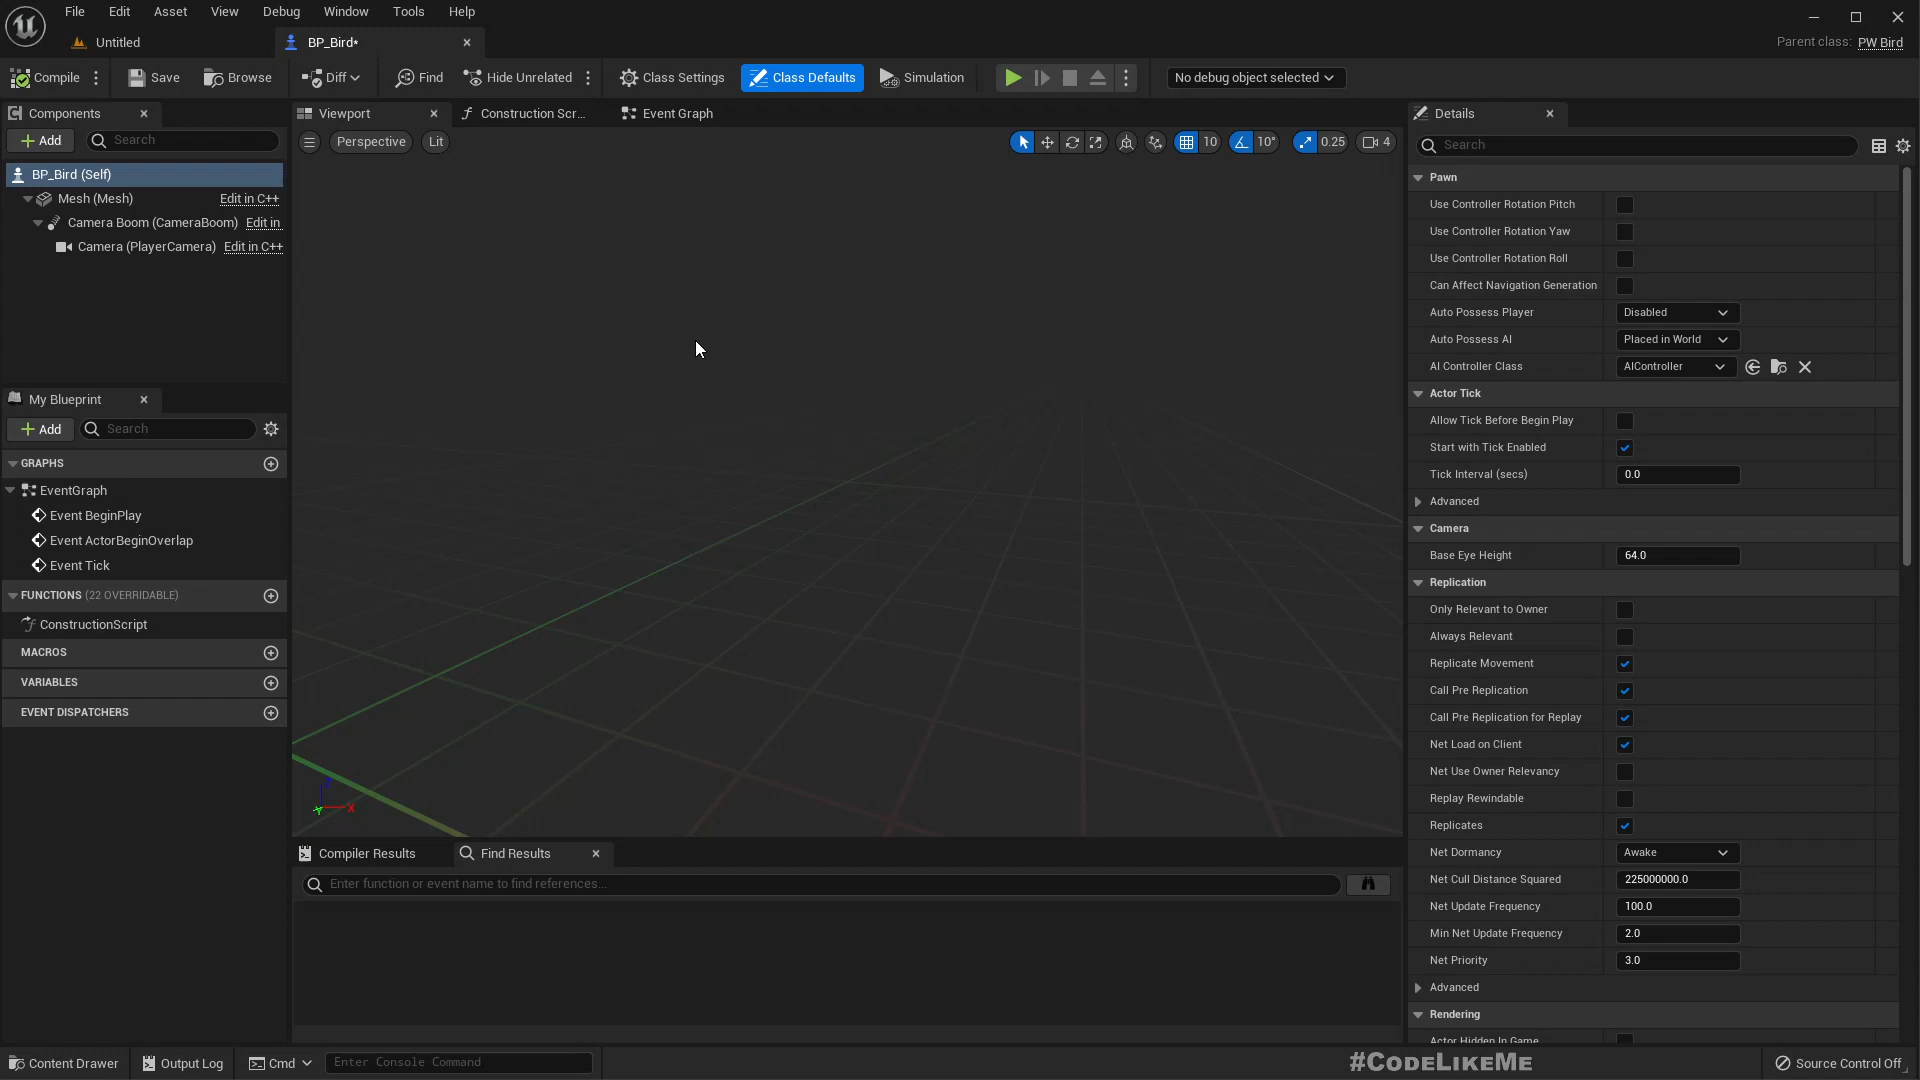 File Edit Asset View Debug Window Tools Help
Untitled
BP_Bird*
Parent class: PW Bird
Compile Save Browse Diff Find Hide Unrelated Class Settings Class Defaults Simulation No debug object selected
Components
Add Search
BP_Bird (Self)
Mesh (Mesh) Edit in C++
Camera Boom (CameraBoom) Edit in
Camera (PlayerCamera) Edit in C++
My Blueprint
Add Search
GRAPHS
EventGraph
Event BeginPlay
Event ActorBeginOverlap
Event Tick
FUNCTIONS (22 OVERRIDABLE)
ConstructionScript
MACROS
VARIABLES
EVENT DISPATCHERS
Viewport Construction Scr... Event Graph
Perspective Lit
10 10° 0.25 4
X
Y
Compiler Results Find Results
Enter function or event name to find references...
Details
Search
Pawn
Use Controller Rotation Pitch
Use Controller Rotation Yaw
Use Controller Rotation Roll
Can Affect Navigation Generation
Auto Possess Player Disabled
Auto Possess AI Placed in World
AI Controller Class AIController
Actor Tick
Allow Tick Before Begin Play
Start with Tick Enabled
Tick Interval (secs) 0.0
Advanced
Camera
Base Eye Height 64.0
Replication
Only Relevant to Owner
Always Relevant
Replicate Movement
Call Pre Replication
Call Pre Replication for Replay
Net Load on Client
Net Use Owner Relevancy
Replay Rewindable
Replicates
Net Dormancy Awake
Net Cull Distance Squared 225000000.0
Net Update Frequency 100.0
Min Net Update Frequency 2.0
Net Priority 3.0
Advanced
Rendering
Actor Hidden In Game
Content Drawer Output Log Cmd Enter Console Command
#CODELIKEME
Source Control Off